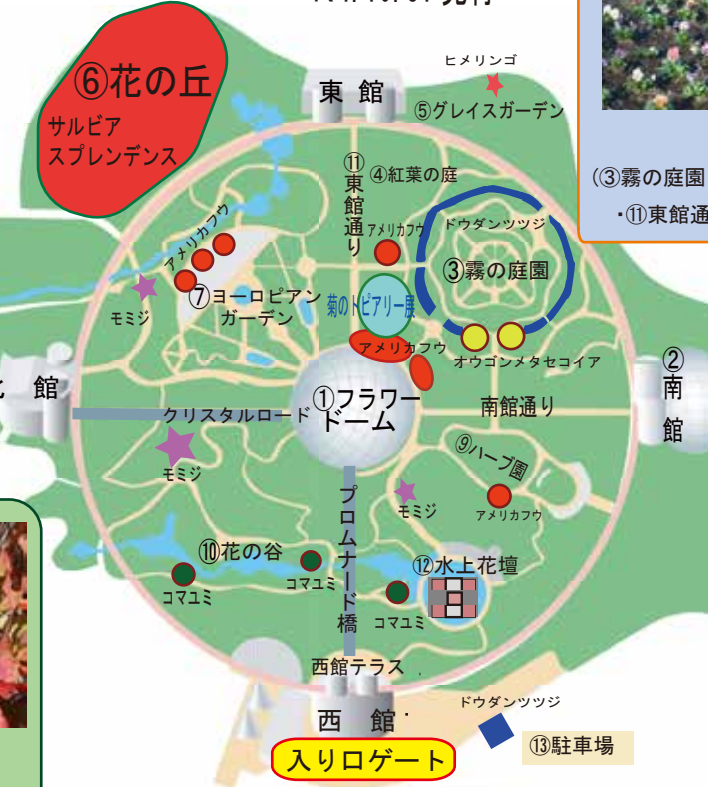 ⑥花の丘
サルビア
スプレンデンス
東館
ヒメリンゴ
⑤グレイスガーデン
⑪東館通り
④紅葉の庭
アメリカフウ
ドウダンツツジ
③霧の庭園
(③霧の庭園
・⑪東館通
アメリカフウ
モミジ
⑦ヨーロピアン
ガーデン
菊のトピアリー展
アメリカフウ
オウゴンメタセコイア
②南館
館
クリスタルロード
①フラワー
ドーム
南館通り
モミジ
⑨ハーブ園
モミジ
アメリカフウ
プロムナード橋
⑩花の谷
コマユミ
コマユミ
⑫水上花壇
コマユミ
西館テラス
西館
ドウダンツツジ
⑬駐車場
入り口ゲート